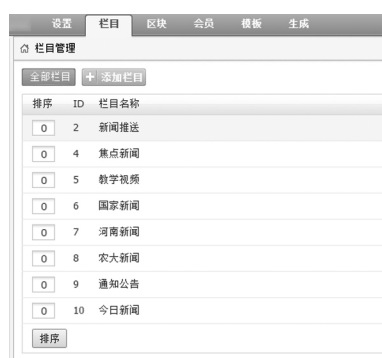 设置 栏目 区块 会员 模板 生成
栏目管理
全部栏目 + 添加栏目
排序 ID 栏目名称
0 2 新闻推送
0 4 焦点新闻
0 5 教学视频
0 6 国家新闻
0 7 河南新闻
0 8 农大新闻
0 9 通知公告
0 10 今日新闻
排序